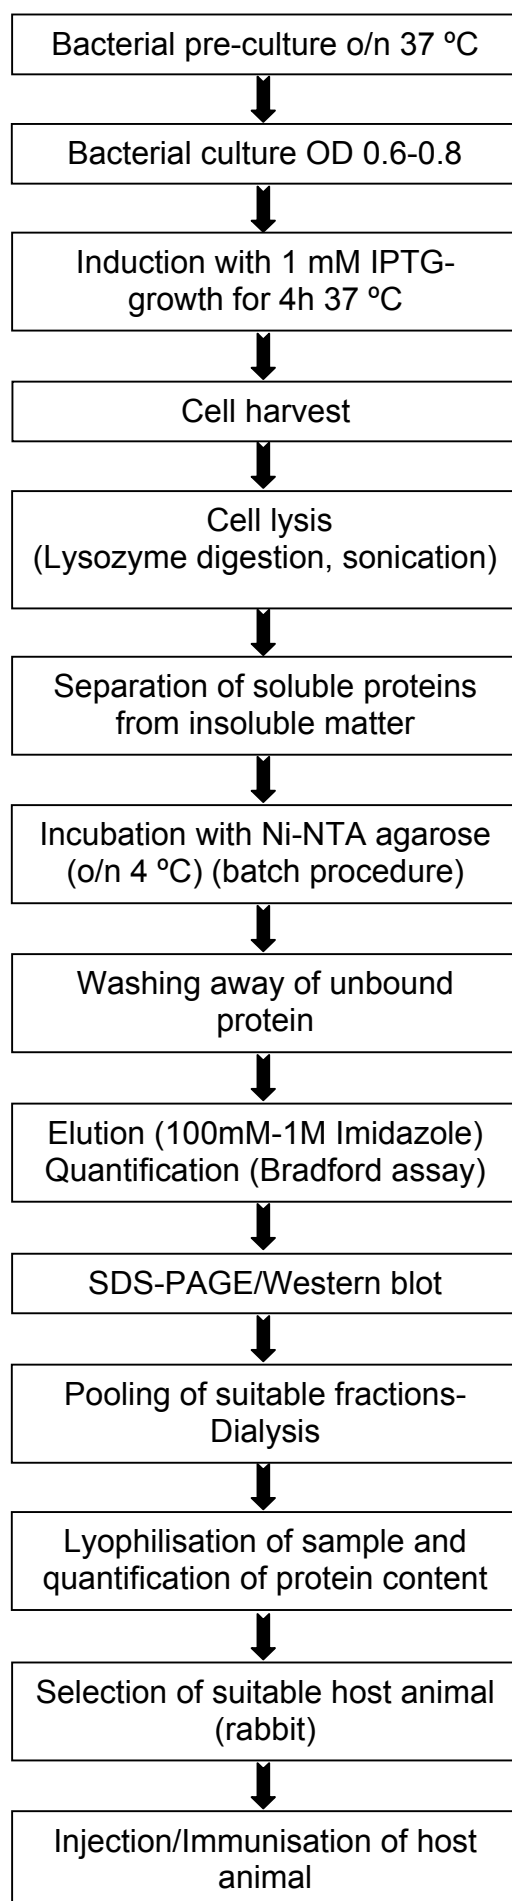 Bacterial pre-culture o/n 37 ºC
Bacterial culture OD 0.6-0.8
Induction with 1 mM IPTG-
growth for 4h 37 ºC
Cell harvest
Cell lysis
(Lysozyme digestion, sonication)
Separation of soluble proteins
from insoluble matter
Incubation with Ni-NTA agarose
(o/n 4 ºC) (batch procedure)
Washing away of unbound
protein
Elution (100mM-1M Imidazole)
Quantification (Bradford assay)
SDS-PAGE/Western blot
Pooling of suitable fractions-
Dialysis
Lyophilisation of sample and
quantification of protein content
Selection of suitable host animal
(rabbit)
Injection/Immunisation of host
animal